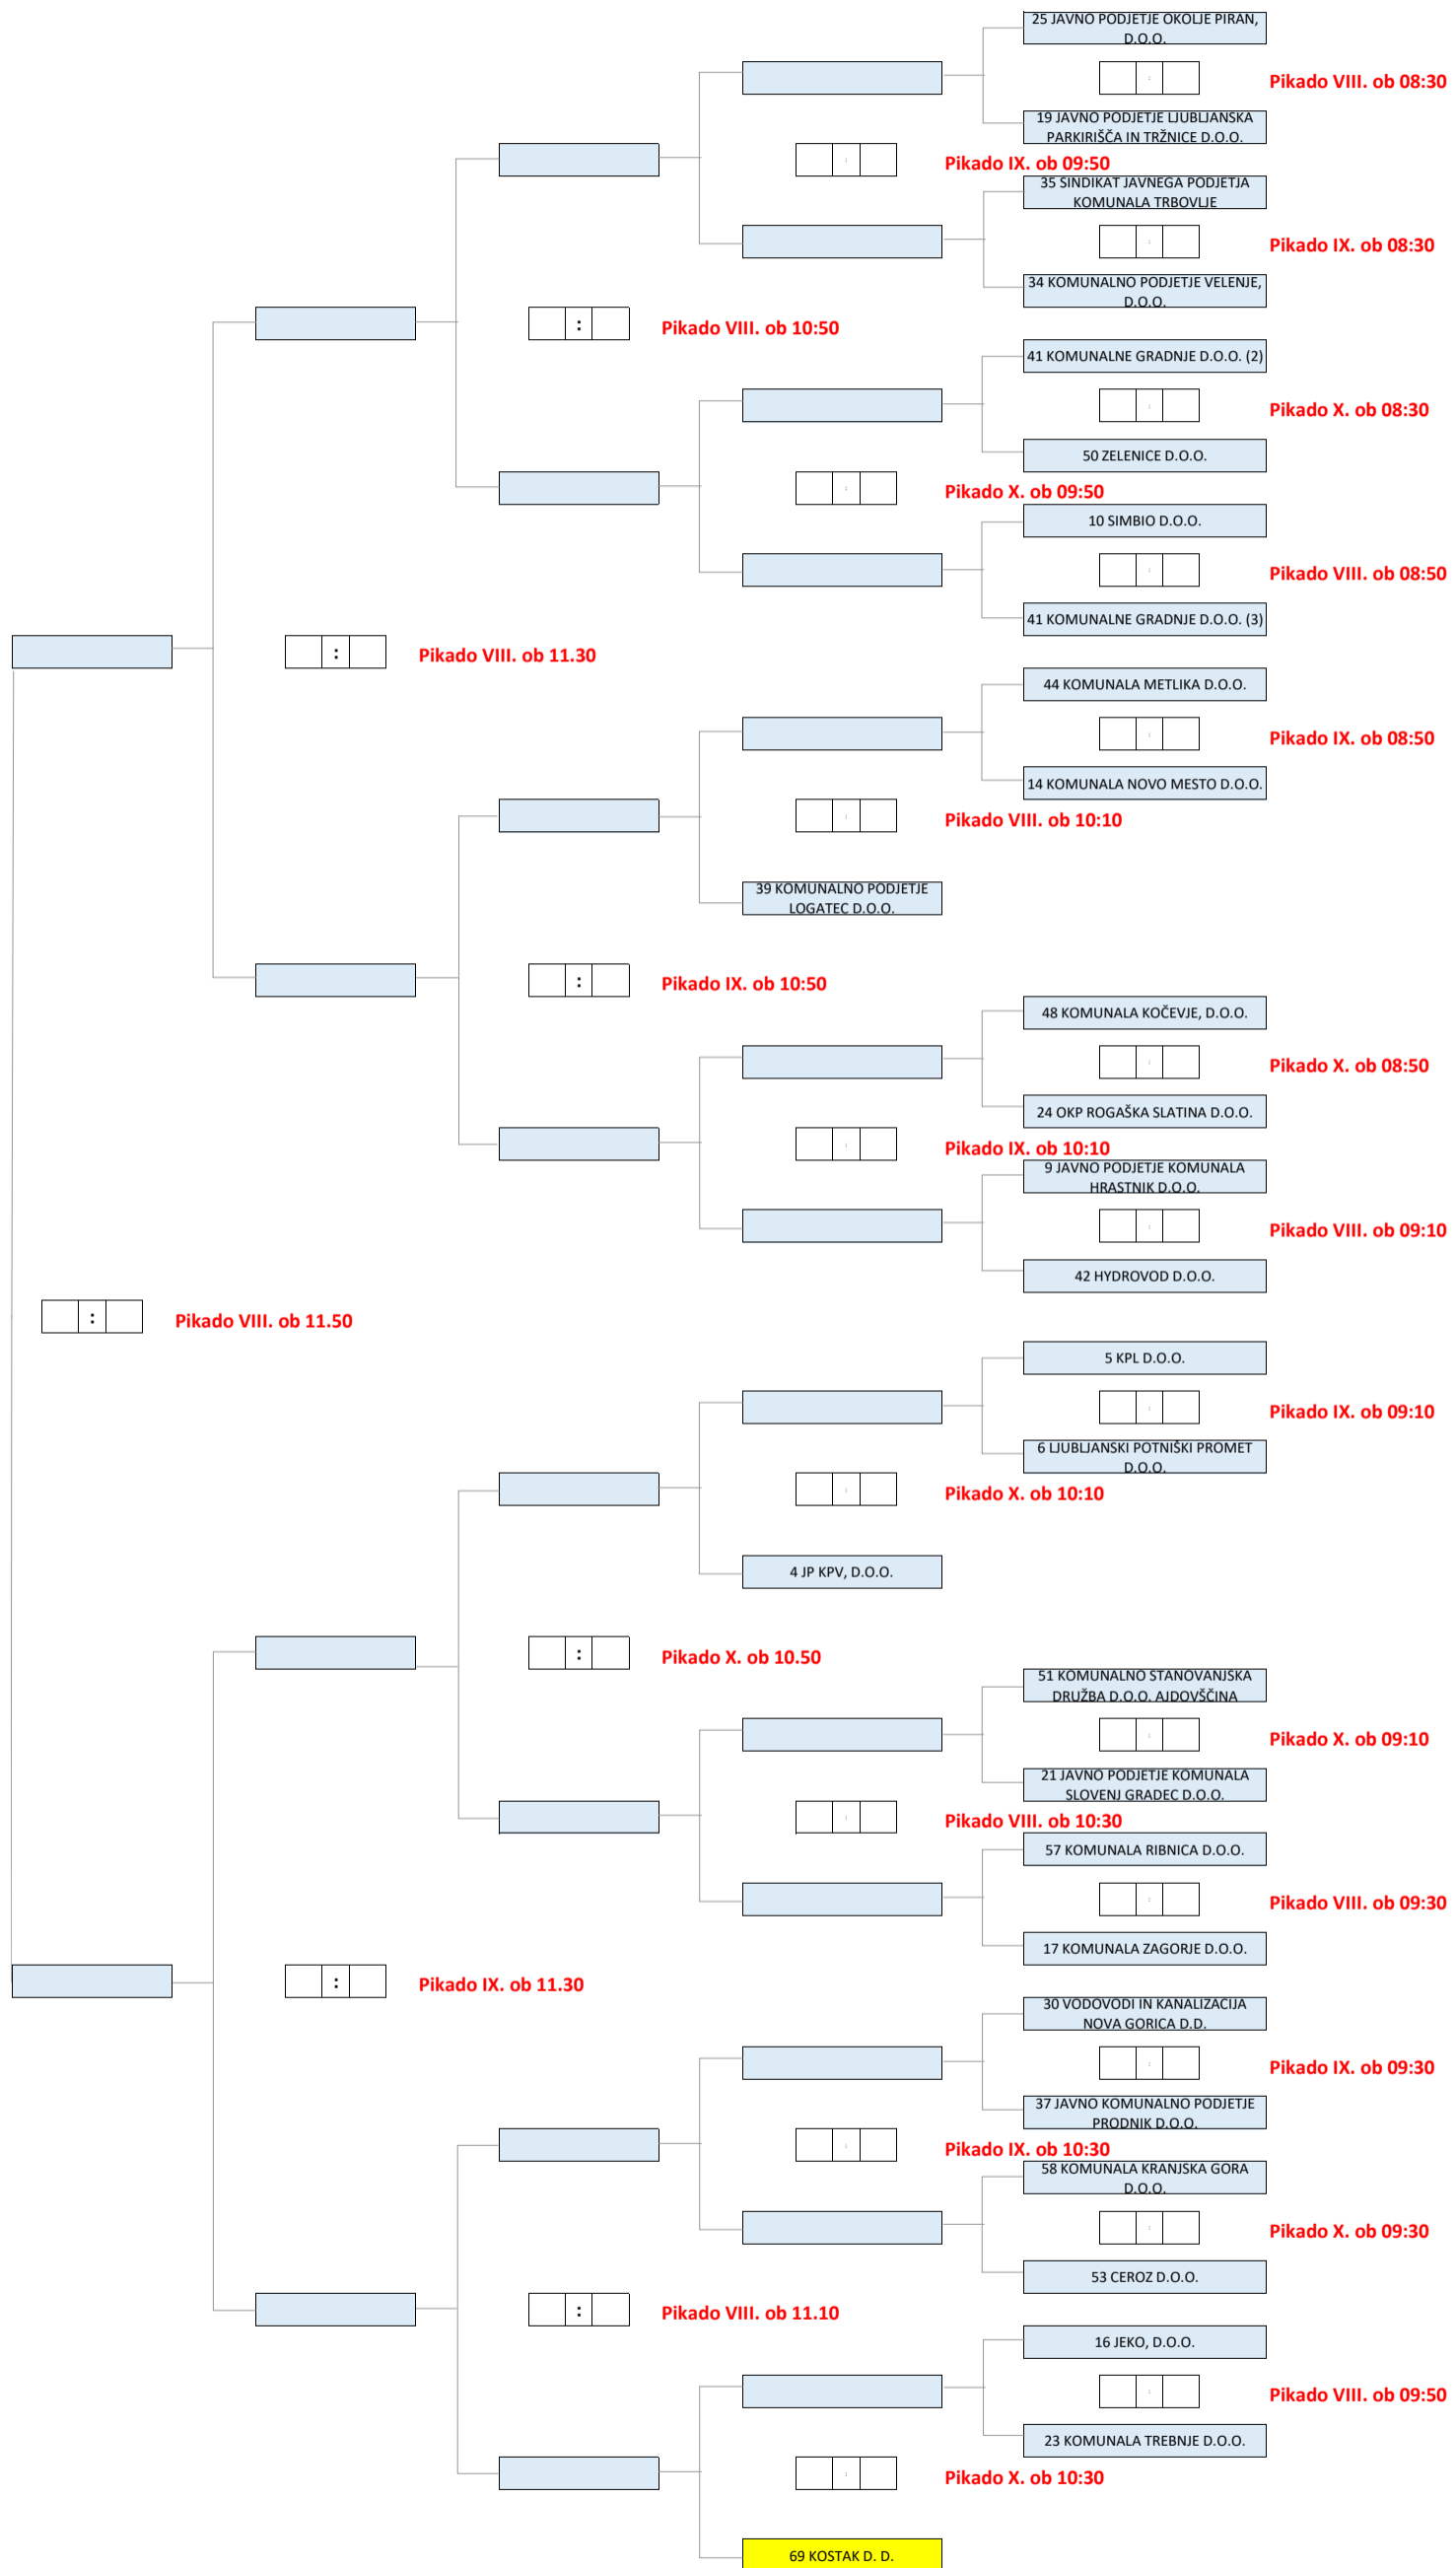 25 JAVNO PODJETJE OKOLJE PIRAN,
D.O.O.
: Pikado VIII. ob 08:30
19 JAVNO PODJETJE LJUBLJANSKA
PARKIRIŠČA IN TRŽNICE D.O.O.
: Pikado IX. ob 09:50
35 SINDIKAT JAVNEGA PODJETJA
KOMUNALA TRBOVLJE
: Pikado IX. ob 08:30
34 KOMUNALNO PODJETJE VELENJE,
D.O.O.
: Pikado VIII. ob 10:50
41 KOMUNALNE GRADNJE D.O.O. (2)
: Pikado X. ob 08:30
50 ZELENICE D.O.O.
: Pikado X. ob 09:50
10 SIMBIO D.O.O.
: Pikado VIII. ob 08:50
41 KOMUNALNE GRADNJE D.O.O. (3)
: Pikado VIII. ob 11.30
44 KOMUNALA METLIKA D.O.O.
: Pikado IX. ob 08:50
14 KOMUNALA NOVO MESTO D.O.O.
: Pikado VIII. ob 10:10
39 KOMUNALNO PODJETJE
LOGATEC D.O.O.
: Pikado IX. ob 10:50
48 KOMUNALA KOČEVJE, D.O.O.
: Pikado X. ob 08:50
24 OKP ROGAŠKA SLATINA D.O.O.
: Pikado IX. ob 10:10
9 JAVNO PODJETJE KOMUNALA
HRASTNIK D.O.O.
: Pikado VIII. ob 09:10
42 HYDROVOD D.O.O.
: Pikado VIII. ob 11.50
5 KPL D.O.O.
: Pikado IX. ob 09:10
6 LJUBLJANSKI POTNIŠKI PROMET
D.O.O.
: Pikado X. ob 10:10
4 JP KPV, D.O.O.
: Pikado X. ob 10.50
51 KOMUNALNO STANOVANJSKA
DRUŽBA D.O.O. AJDOVŠČINA
: Pikado X. ob 09:10
21 JAVNO PODJETJE KOMUNALA
SLOVENJ GRADEC D.O.O.
: Pikado VIII. ob 10:30
57 KOMUNALA RIBNICA D.O.O.
: Pikado VIII. ob 09:30
17 KOMUNALA ZAGORJE D.O.O.
: Pikado IX. ob 11.30
30 VODOVODI IN KANALIZACIJA
NOVA GORICA D.D.
: Pikado IX. ob 09:30
37 JAVNO KOMUNALNO PODJETJE
PRODNIK D.O.O.
: Pikado IX. ob 10:30
58 KOMUNALA KRANJSKA GORA
D.O.O.
: Pikado X. ob 09:30
53 CEROZ D.O.O.
: Pikado VIII. ob 11.10
16 JEKO, D.O.O.
: Pikado VIII. ob 09:50
23 KOMUNALA TREBNJE D.O.O.
: Pikado X. ob 10:30
69 KOSTAK D. D.